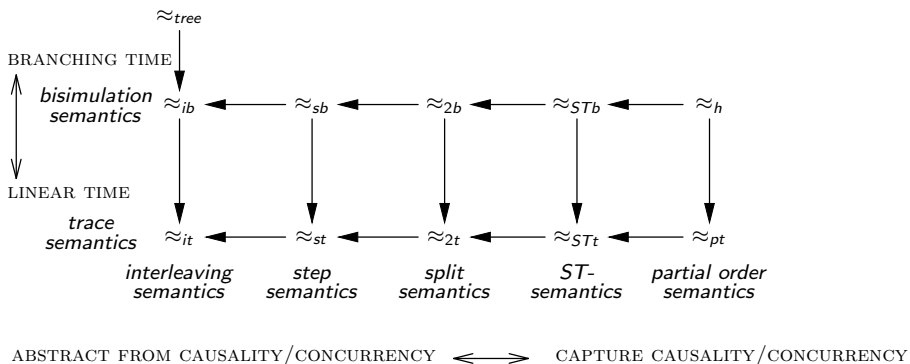 ≈tree
BRANCHING TIME
bisimulation semantics ≈ib ≈sb ≈2b ≈STb ≈h
LINEAR TIME
trace semantics ≈it ≈st ≈2t ≈STt ≈pt
interleaving semantics step semantics split semantics ST-semantics partial order semantics
ABSTRACT FROM CAUSALITY/CONCURRENCY CAPTURE CAUSALITY/CONCURRENCY